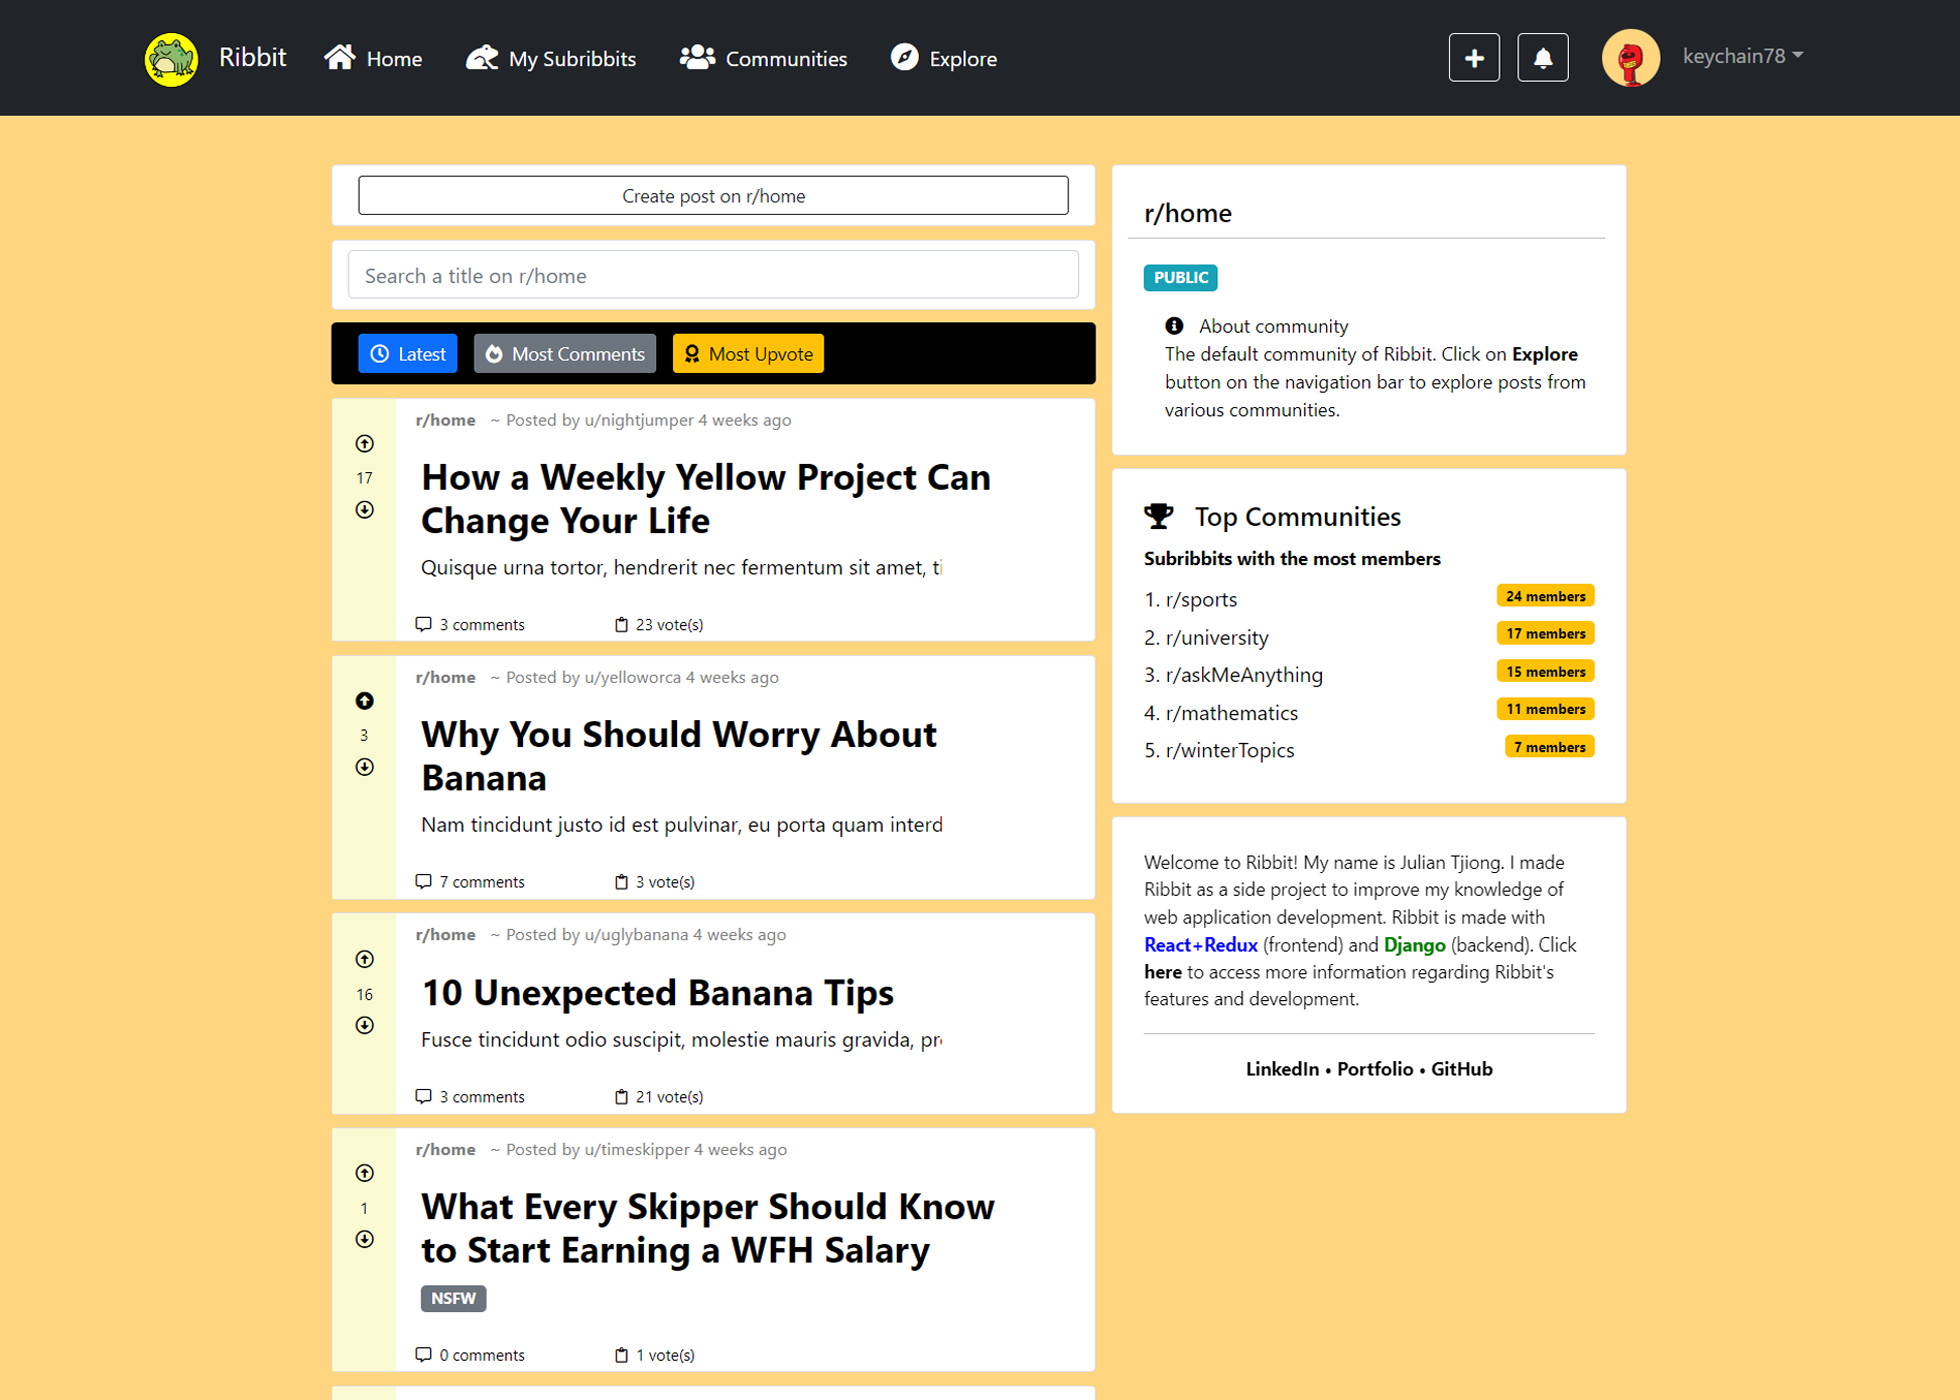 Ribbit
Home
My Subribbits
Communities
Explore
keychain78
Create post on r/home
Search a title on r/home
Latest
Most Comments
Most Upvote
r/home ~ Posted by u/nightjumper 4 weeks ago
17
How a Weekly Yellow Project Can
Change Your Life
Quisque urna tortor, hendrerit nec fermentum sit amet, ti
3 comments
23 vote(s)
r/home ~ Posted by u/yelloworca 4 weeks ago
3
Why You Should Worry About
Banana
Nam tincidunt justo id est pulvinar, eu porta quam interd
7 comments
3 vote(s)
r/home ~ Posted by u/uglybanana 4 weeks ago
16
10 Unexpected Banana Tips
Fusce tincidunt odio suscipit, molestie mauris gravida, pr
3 comments
21 vote(s)
r/home ~ Posted by u/timeskipper 4 weeks ago
1
What Every Skipper Should Know
to Start Earning a WFH Salary
NSFW
0 comments
1 vote(s)
r/home
PUBLIC
About community
The default community of Ribbit. Click on Explore
button on the navigation bar to explore posts from
various communities.
Top Communities
Subribbits with the most members
1. r/sports 24 members
2. r/university 17 members
3. r/askMeAnything 15 members
4. r/mathematics 11 members
5. r/winterTopics 7 members
Welcome to Ribbit! My name is Julian Tjiong. I made
Ribbit as a side project to improve my knowledge of
web application development. Ribbit is made with
React+Redux (frontend) and Django (backend). Click
here to access more information regarding Ribbit's
features and development.
LinkedIn • Portfolio • GitHub